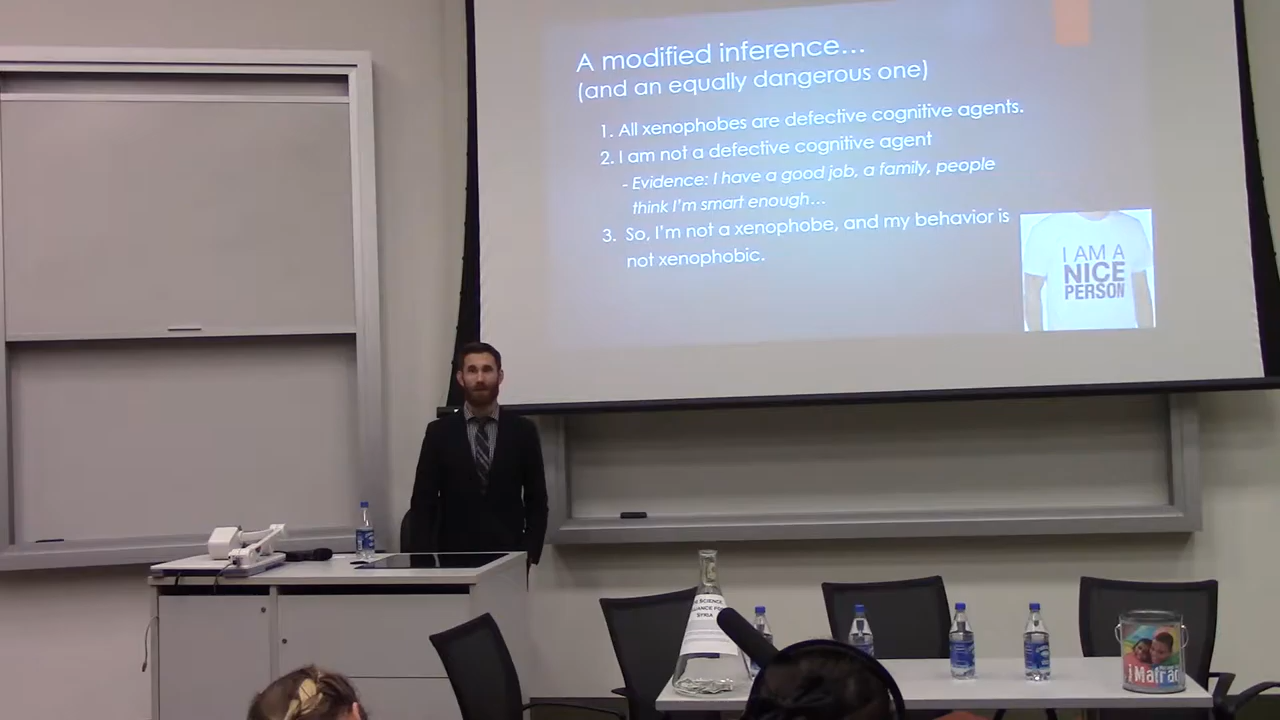 A modified inference…
(and an equally dangerous one)
1. All xenophobes are defective cognitive agents.
2. I am not a defective cognitive agent
- Evidence: I have a good job, a family, people
think I'm smart enough…
3. So, I'm not a xenophobe, and my behavior is
not xenophobic.
I AM A
NICE
PERSON
SCIENCE
SYRIA